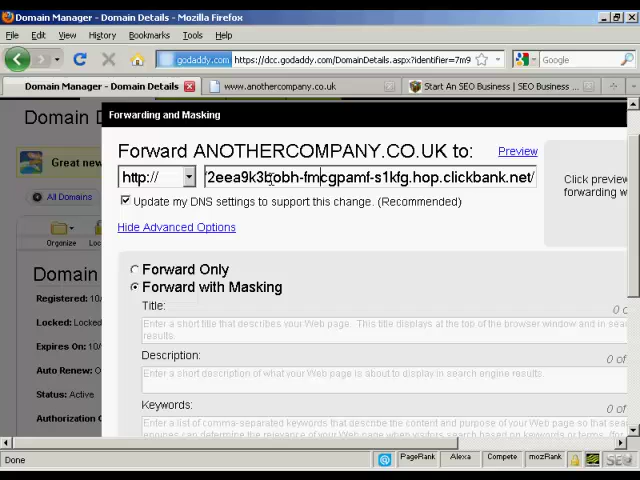 Domain Manager - Domain Details - Mozilla Firefox
File Edit View History Bookmarks Tools Help
godaddy.com https://dcc.godaddy.com/DomainDetails.aspx?identifier=7m9 Google
Domain Manager - Domain Details www.anothercompany.co.uk Start An SEO Business | SEO Business ...
Domain De
Forwarding and Masking
Great new
Forward ANOTHERCOMPANY.CO.UK to: Preview
http:// /2eea9k3bobh-fmcgpamf-s1kfg.hop.clickbank.net/
Click preview
forwarding w
Update my DNS settings to support this change. (Recommended)
All Domains
Hide Advanced Options
Organize
Locked
Domain
Forward Only
Forward with Masking
Registered: 10/
Title: 0 o
Locked: Locked
Enter a short title that describes your Web page. This title displays at the top of the browser window and in sea
results.
Expires On: 10/
Description: 0 of
Auto Renew: O
Enter a short description of what your Web page is about to display in search engine results.
Status: Active
Keywords: 0 of
Authorization C
Enter a list of comma-separated keywords that describe the content and purpose of your Web page so that sea
Done PageRank Alexa Compete mozRank SEO